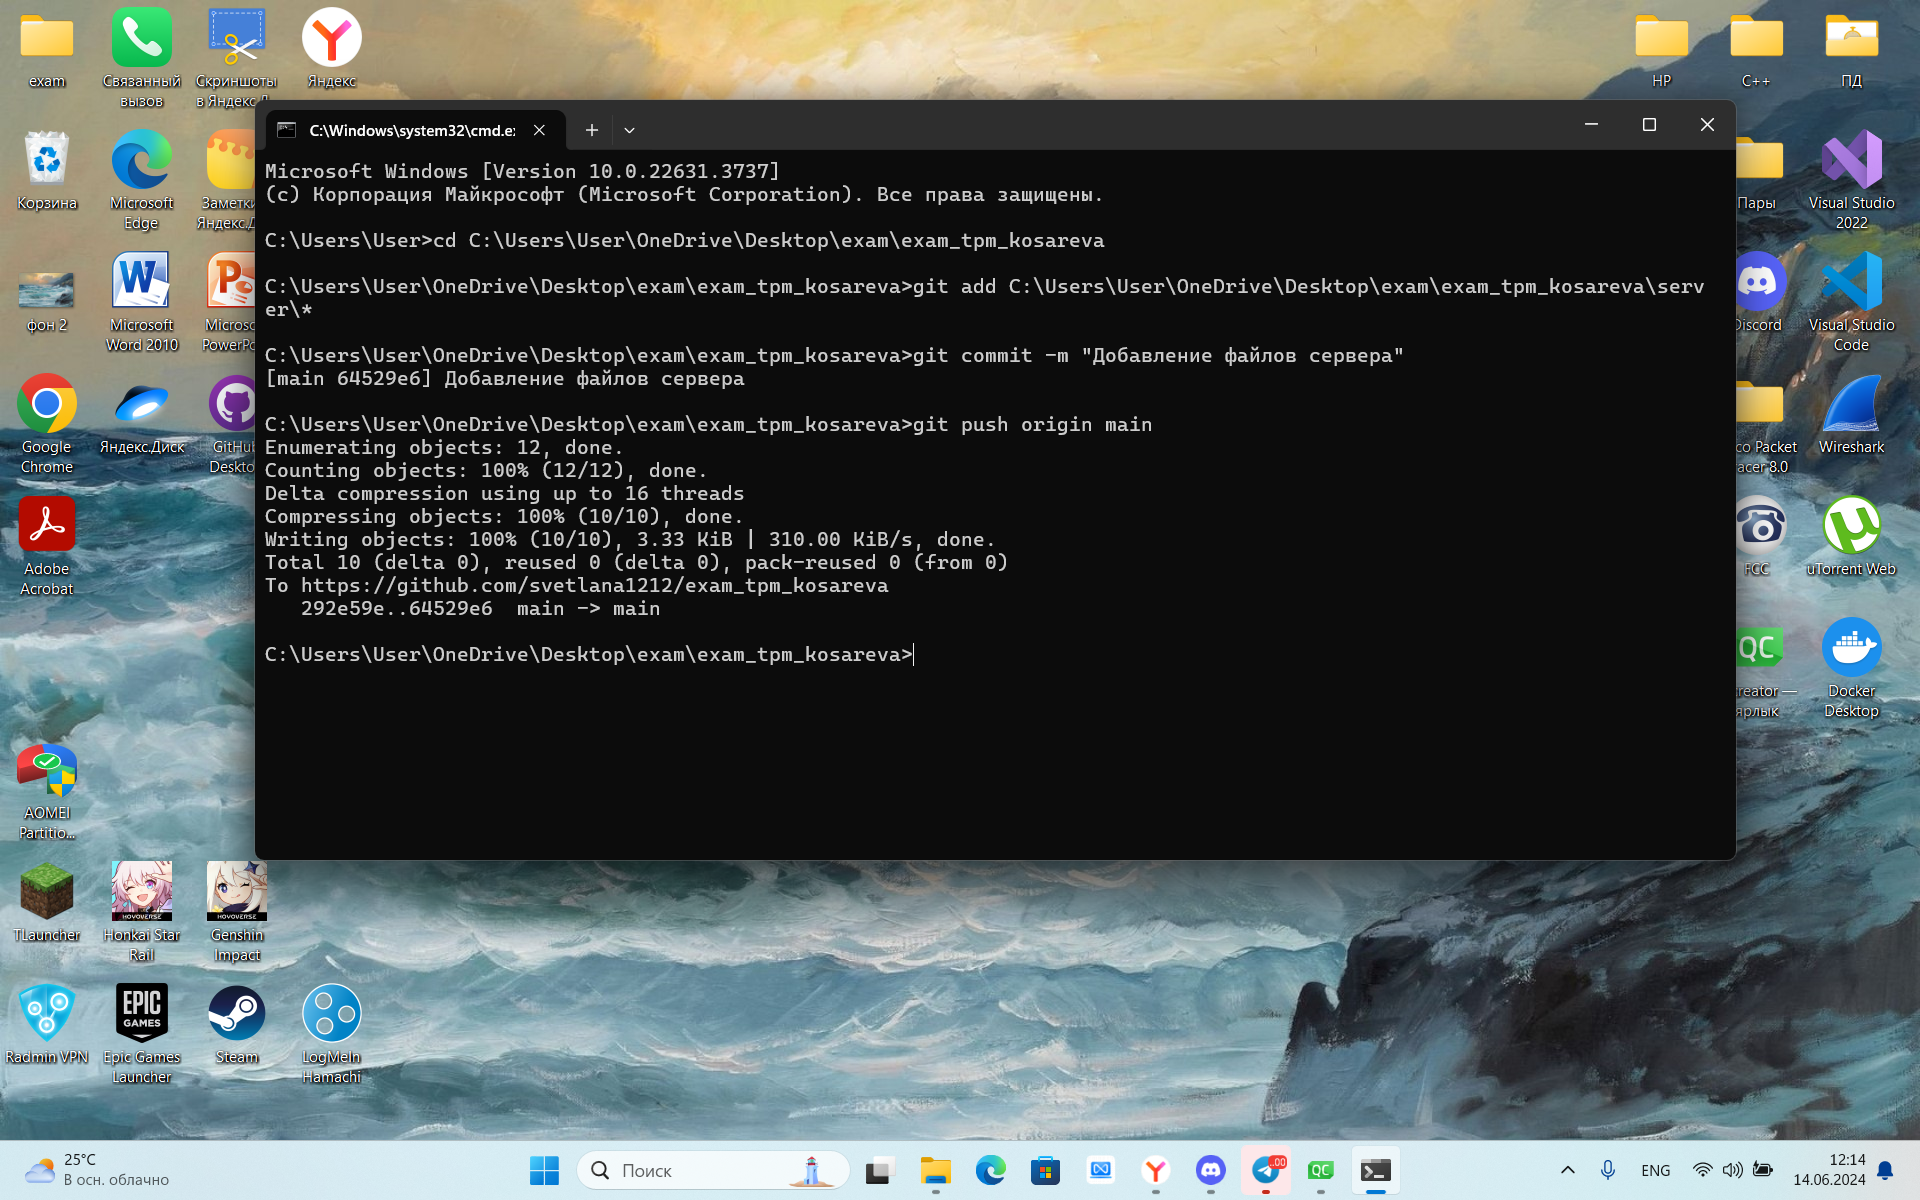 exam
Связанный
вызов
Скриншоты
в Яндекс.Д
Яндекс
HP
C++
ПД
C:\Windows\system32\cmd.e
Microsoft Windows [Version 10.0.22631.3737]
(c) Корпорация Майкрософт (Microsoft Corporation). Все права защищены.
C:\Users\User>cd C:\Users\User\OneDrive\Desktop\exam\exam_tpm_kosareva
C:\Users\User\OneDrive\Desktop\exam\exam_tpm_kosareva>git add C:\Users\User\OneDrive\Desktop\exam\exam_tpm_kosareva\serv
er\*
C:\Users\User\OneDrive\Desktop\exam\exam_tpm_kosareva>git commit -m "Добавление файлов сервера"
[main 64529e6] Добавление файлов сервера
C:\Users\User\OneDrive\Desktop\exam\exam_tpm_kosareva>git push origin main
Enumerating objects: 12, done.
Counting objects: 100% (12/12), done.
Delta compression using up to 16 threads
Compressing objects: 100% (10/10), done.
Writing objects: 100% (10/10), 3.33 KiB | 310.00 KiB/s, done.
Total 10 (delta 0), reused 0 (delta 0), pack-reused 0 (from 0)
To https://github.com/svetlana1212/exam_tpm_kosareva
292e59e..64529e6  main -> main
C:\Users\User\OneDrive\Desktop\exam\exam_tpm_kosareva>
Корзина
Microsoft
Edge
Заметки
Яндекс.Д
Пары
Visual Studio
2022
фон 2
Microsoft
Word 2010
Micros
PowerPo
Discord
Visual Studio
Code
Google
Chrome
Яндекс.Диск
GitHub
Deskto
co Packet
acer 8.0
Wireshark
Adobe
Acrobat
FCC
uTorrent Web
QC
reator —
ярлык
Docker
Desktop
AOMEI
Partitio...
TLauncher
HOYOVERSE
Honkai Star
Rail
HOYOVERSE
Genshin
Impact
Radmin VPN
EPIC
GAMES
Epic Games
Launcher
Steam
LogMeIn
Hamachi
25°C
В осн. облачно
Поиск
QC
ENG
12:14
14.06.2024